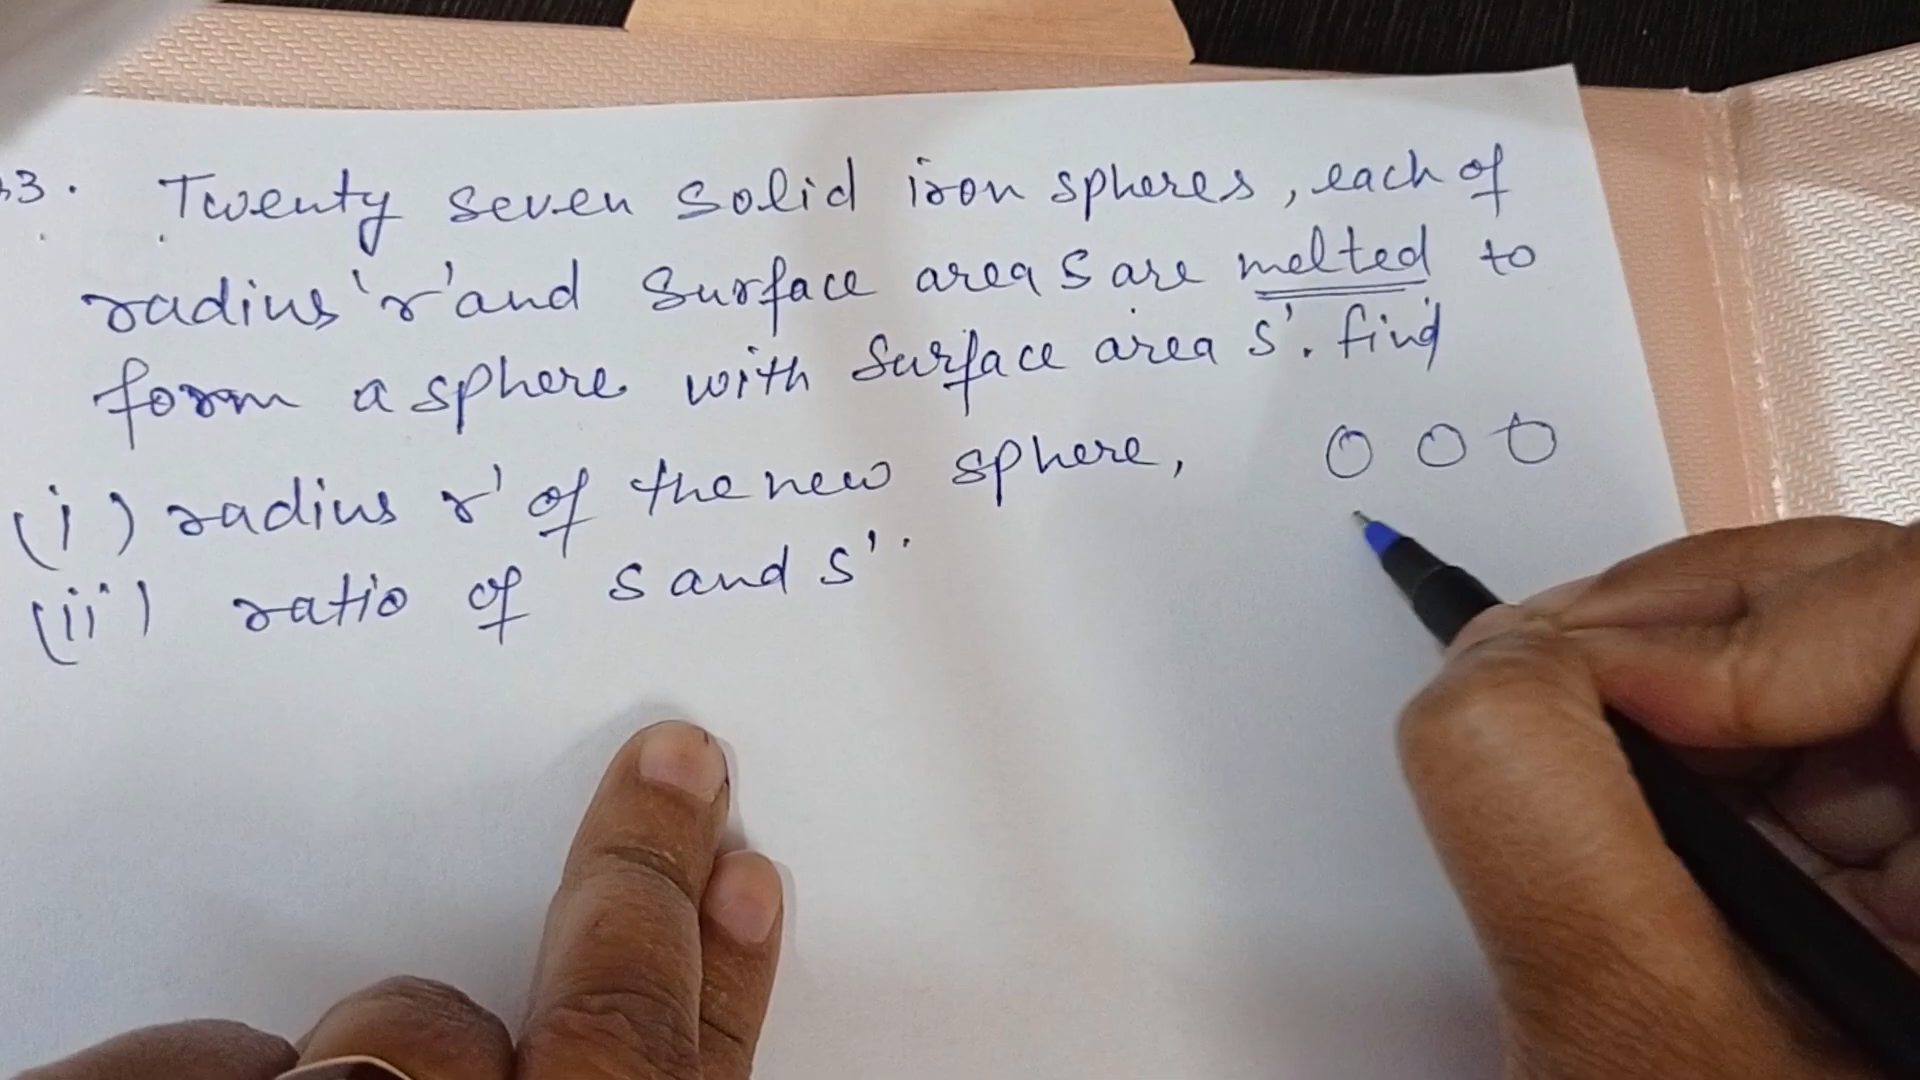 3. Twenty seven solid iron spheres, each of
radius 'r' and surface area S are melted to
form a sphere with surface area S'. find
(i) radius r' of the new sphere,
(ii) ratio of S and S'.